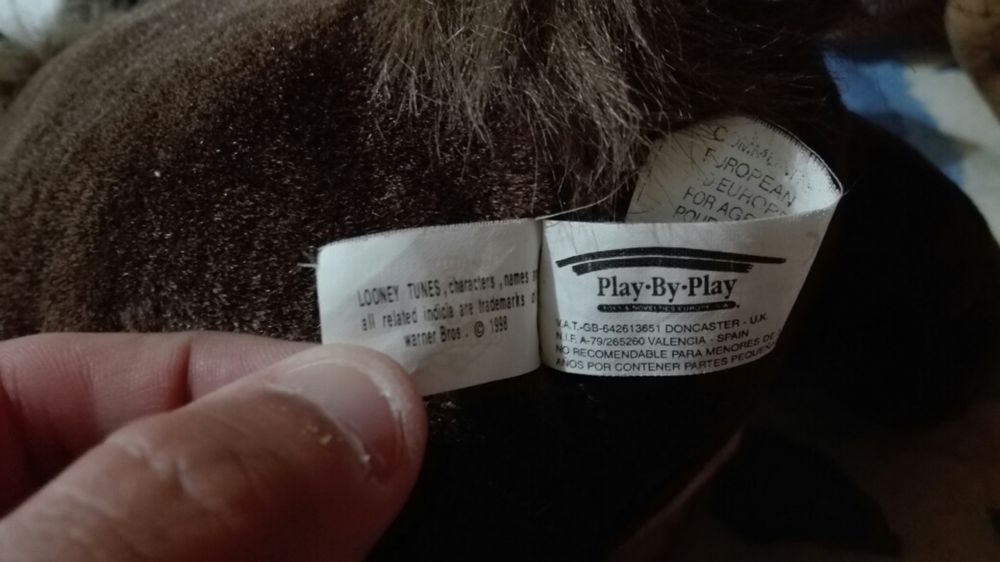 LOONEY TUNES, characters, names
all related indicia are trademarks
Warner Bros. © 1998
EUROPEAN
FOR AGE
POUR
Play·By·Play
V.A.T.-GB-642613651 DONCASTER - U.K
N.I.F. A-79/265260 VALENCIA - SPAIN
NO RECOMENDABLE PARA MENORES DE
AÑOS POR CONTENER PARTES PEQUEÑ